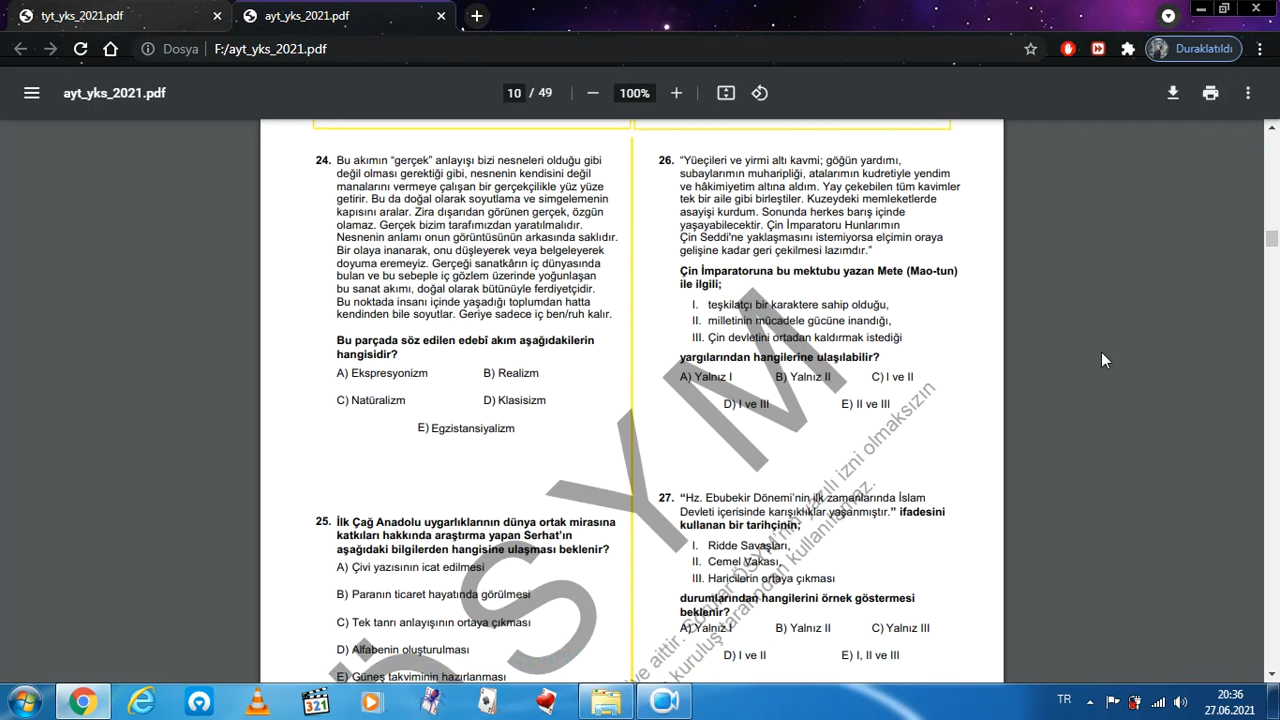 tyt_yks_2021.pdf
ayt_yks_2021.pdf
Dosya | F:/ayt_yks_2021.pdf
Duraklatıldı
ayt_yks_2021.pdf
10 / 49
100%
24. Bu akımın “gerçek” anlayışı bizi nesneleri olduğu gibi
değil olması gerektiği gibi, nesnenin kendisini değil
manalarını vermeye çalışan bir gerçekçilikle yüz yüze
getirir. Bu da doğal olarak soyutlama ve simgelemenin
kapısını aralar. Zira dışarıdan görünen gerçek, özgün
olamaz. Gerçek bizim tarafımızdan yaratılmalıdır.
Nesnenin anlamı onun görüntüsünün arkasında saklıdır.
Bir olaya inanarak, onu düşleyerek veya belgeleyerek
doyuma eremeyiz. Gerçeği sanatkârın iç dünyasında
bulan ve bu sebeple iç gözlem üzerinde yoğunlaşan
bu sanat akımı, doğal olarak bütünüyle ferdiyetçidir.
Bu noktada insanı içinde yaşadığı toplumdan hatta
kendinden bile soyutlar. Geriye sadece iç ben/ruh kalır.
Bu parçada söz edilen edebî akım aşağıdakilerin
hangisidir?
A) Ekspresyonizm
B) Realizm
C) Natüralizm
D) Klasisizm
E) Egzistansiyalizm
25. İlk Çağ Anadolu uygarlıklarının dünya ortak mirasına
katkıları hakkında araştırma yapan Serhat’ın
aşağıdaki bilgilerden hangisine ulaşması beklenir?
A) Çivi yazısının icat edilmesi
B) Paranın ticaret hayatında görülmesi
C) Tek tanrı anlayışının ortaya çıkması
D) Alfabenin oluşturulması
E) Güneş takviminin hazırlanması
26. “Yüeçileri ve yirmi altı kavmi; göğün yardımı,
subaylarımın muharipliği, atalarımın kudretiyle yendim
ve hâkimiyetim altına aldım. Yay çekebilen tüm kavimler
tek bir aile gibi birleştiler. Kuzeydeki memleketlerde
asayişi kurdum. Sonunda herkes barış içinde
yaşayabilecektir. Çin İmparatoru Hunlarımın
Çin Seddi'ne yaklaşmasını istemiyorsa elçimin oraya
gelişine kadar geri çekilmesi lazımdır.”
Çin İmparatoruna bu mektubu yazan Mete (Mao-tun)
ile ilgili;
I. teşkilatçı bir karaktere sahip olduğu,
II. milletinin mücadele gücüne inandığı,
III. Çin devletini ortadan kaldırmak istediği
yargılarından hangilerine ulaşılabilir?
A) Yalnız I
B) Yalnız II
C) I ve II
D) I ve III
E) II ve III
27. “Hz. Ebubekir Dönemi’nin ilk zamanlarında İslam
Devleti içerisinde karışıklıklar yaşanmıştır.” ifadesini
kullanan bir tarihçinin;
I. Ridde Savaşları,
II. Cemel Vakası,
III. Haricilerin ortaya çıkması
durumlarından hangilerini örnek göstermesi
beklenir?
A) Yalnız I
B) Yalnız II
C) Yalnız III
D) I ve II
E) I, II ve III
ÖSYM
ve aittir. Sorular, ÖSYM’nin yazılı izni olmaksızın
kuruluş tarafından kullanılamaz.
TR
20:36
27.06.2021